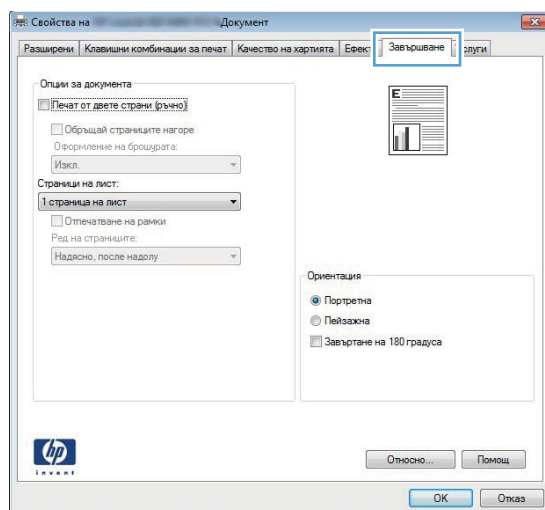 Свойства на Документ
Разширени Клавишни комбинации за печат Качество на хартията Ефект Завършване слуги
Опции за документа
Печат от двете страни (ръчно)
Обръщай страниците нагоре
Оформление на брошурата:
Изкл.
Страници на лист:
1 страница на лист
Отпечатване на рамки
Ред на страниците:
Надясно, после надолу
E
Ориентация
Портретна
Пейзажна
Завъртане на 180 градуса
hp
invent
Относно...
Помощ
OK
Отказ